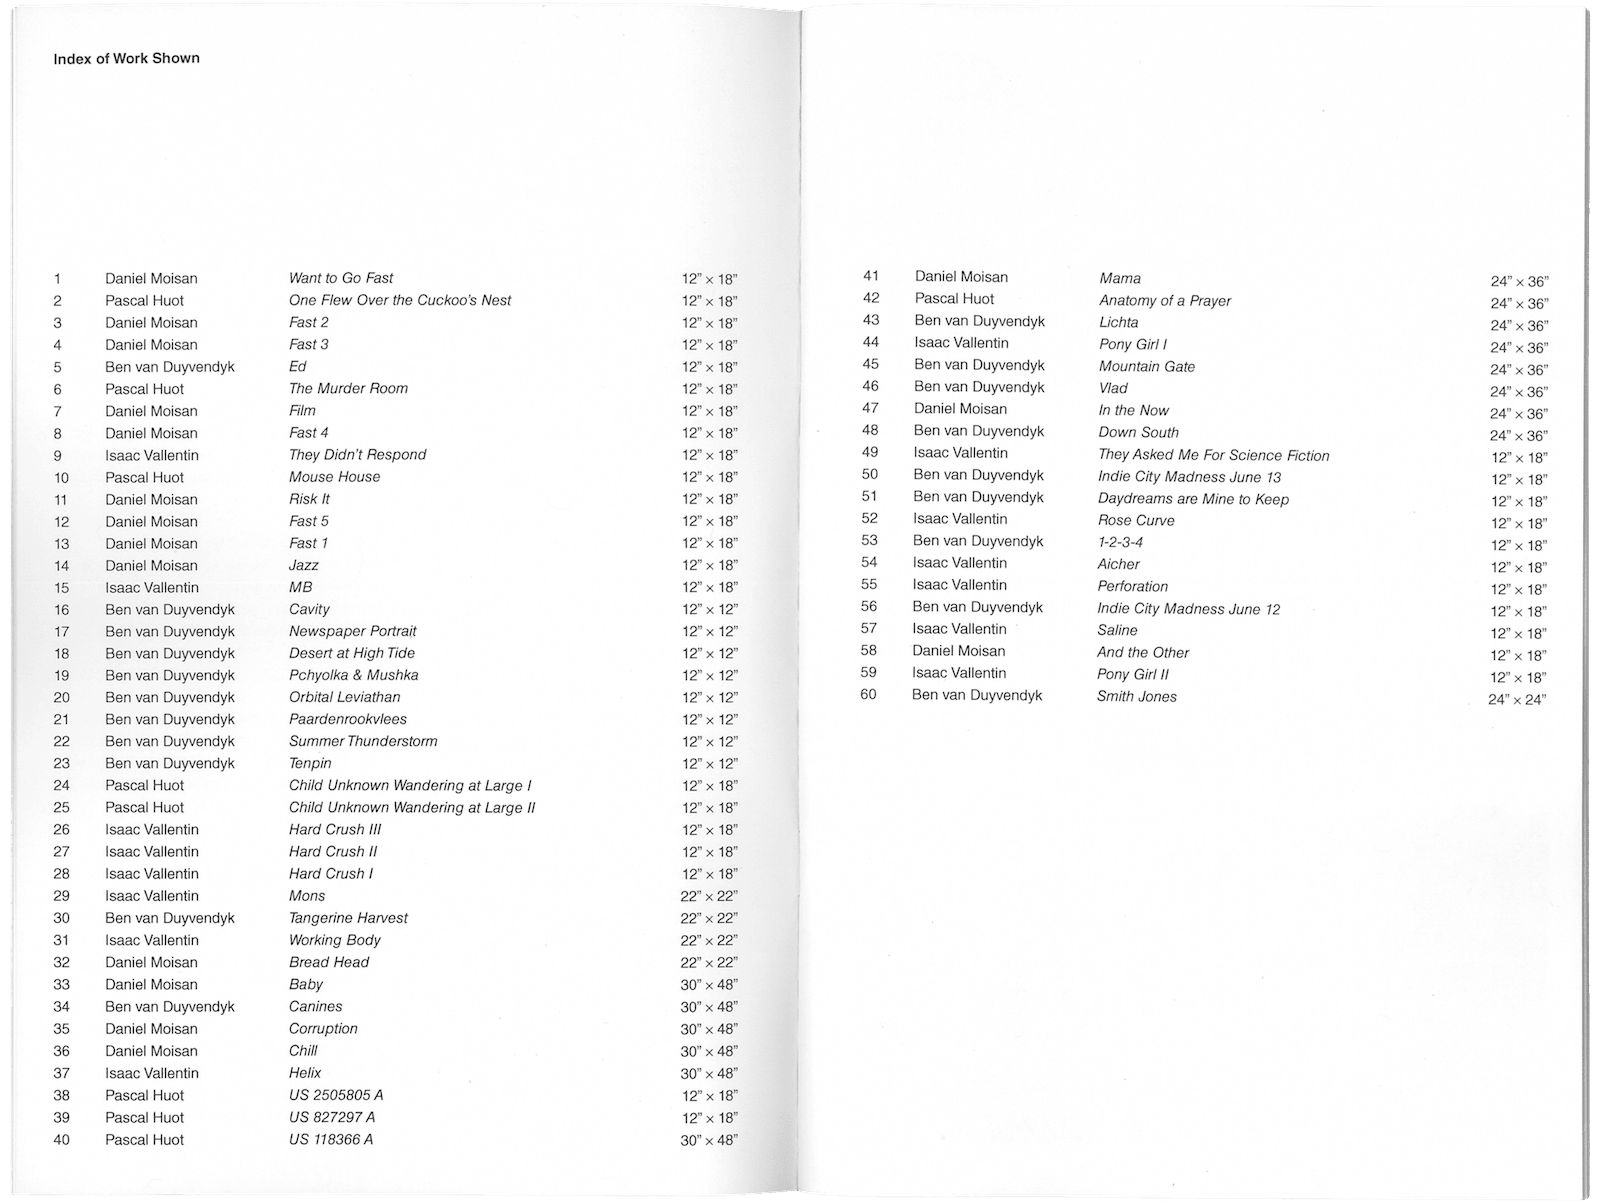 Index of Work Shown
1 Daniel Moisan Want to Go Fast 12” × 18”
2 Pascal Huot One Flew Over the Cuckoo’s Nest 12” × 18”
3 Daniel Moisan Fast 2 12” × 18”
4 Daniel Moisan Fast 3 12” × 18”
5 Ben van Duyvendyk Ed 12” × 18”
6 Pascal Huot The Murder Room 12” × 18”
7 Daniel Moisan Film 12” × 18”
8 Daniel Moisan Fast 4 12” × 18”
9 Isaac Vallentin They Didn’t Respond 12” × 18”
10 Pascal Huot Mouse House 12” × 18”
11 Daniel Moisan Risk It 12” × 18”
12 Daniel Moisan Fast 5 12” × 18”
13 Daniel Moisan Fast 1 12” × 18”
14 Daniel Moisan Jazz 12” × 18”
15 Isaac Vallentin MB 12” × 18”
16 Ben van Duyvendyk Cavity 12” × 12”
17 Ben van Duyvendyk Newspaper Portrait 12” × 12”
18 Ben van Duyvendyk Desert at High Tide 12” × 12”
19 Ben van Duyvendyk Pchyolka & Mushka 12” × 12”
20 Ben van Duyvendyk Orbital Leviathan 12” × 12”
21 Ben van Duyvendyk Paardenrookvlees 12” × 12”
22 Ben van Duyvendyk Summer Thunderstorm 12” × 12”
23 Ben van Duyvendyk Tenpin 12” × 12”
24 Pascal Huot Child Unknown Wandering at Large I 12” × 18”
25 Pascal Huot Child Unknown Wandering at Large II 12” × 18”
26 Isaac Vallentin Hard Crush III 12” × 18”
27 Isaac Vallentin Hard Crush II 12” × 18”
28 Isaac Vallentin Hard Crush I 12” × 18”
29 Isaac Vallentin Mons 22” × 22”
30 Ben van Duyvendyk Tangerine Harvest 22” × 22”
31 Isaac Vallentin Working Body 22” × 22”
32 Daniel Moisan Bread Head 22” × 22”
33 Daniel Moisan Baby 30” × 48”
34 Ben van Duyvendyk Canines 30” × 48”
35 Daniel Moisan Corruption 30” × 48”
36 Daniel Moisan Chill 30” × 48”
37 Isaac Vallentin Helix 30” × 48”
38 Pascal Huot US 2505805 A 12” × 18”
39 Pascal Huot US 827297 A 12” × 18”
40 Pascal Huot US 118366 A 30” × 48”
41 Daniel Moisan Mama 24” × 36”
42 Pascal Huot Anatomy of a Prayer 24” × 36”
43 Ben van Duyvendyk Lichta 24” × 36”
44 Isaac Vallentin Pony Girl I 24” × 36”
45 Ben van Duyvendyk Mountain Gate 24” × 36”
46 Ben van Duyvendyk Vlad 24” × 36”
47 Daniel Moisan In the Now 24” × 36”
48 Ben van Duyvendyk Down South 24” × 36”
49 Isaac Vallentin They Asked Me For Science Fiction 12” × 18”
50 Ben van Duyvendyk Indie City Madness June 13 12” × 18”
51 Ben van Duyvendyk Daydreams are Mine to Keep 12” × 18”
52 Isaac Vallentin Rose Curve 12” × 18”
53 Ben van Duyvendyk 1-2-3-4 12” × 18”
54 Isaac Vallentin Aicher 12” × 18”
55 Isaac Vallentin Perforation 12” × 18”
56 Ben van Duyvendyk Indie City Madness June 12 12” × 18”
57 Isaac Vallentin Saline 12” × 18”
58 Daniel Moisan And the Other 12” × 18”
59 Isaac Vallentin Pony Girl II 12” × 18”
60 Ben van Duyvendyk Smith Jones 24” × 24”